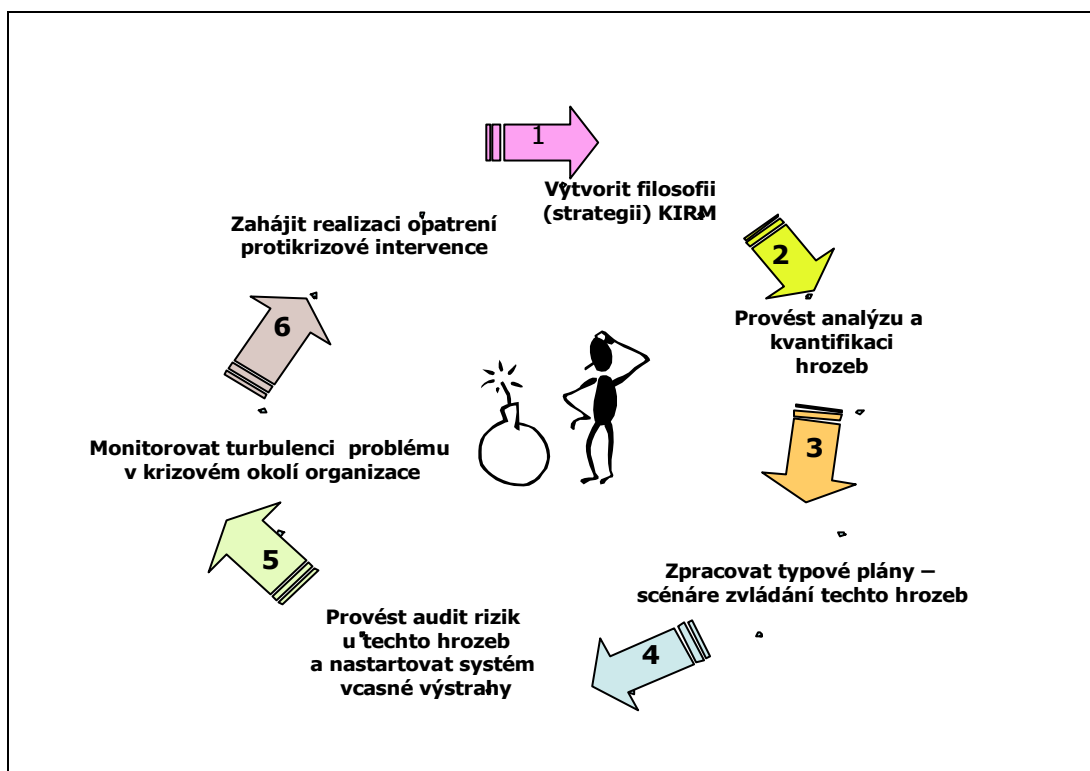 1
Vytvorit filosofii
(strategii) KIRM
2
Provést analýzu a
kvantifikaci
hrozeb
3
Zpracovat typové plány –
scénáre zvládání techto hrozeb
4
Provést audit rizik
u techto hrozeb
a nastartovat systém
vcasné výstrahy
5
Monitorovat turbulenci problému
v krizovém okolí organizace
6
Zahájit realizaci opatrení
protikrizové intervence